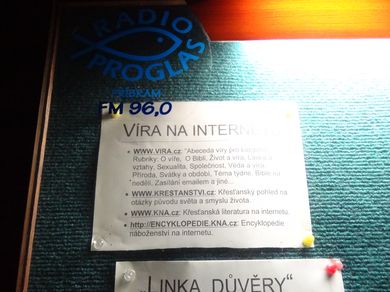 RADIO
PROGLAS
PŘÍBRAM
FM 96,0
VÍRA NA INTERNETU
• WWW.VIRA.cz: "Abeceda víry pro
Rubriky: O víře, O Bibli, Život a víra, Láska a
vztahy, Sexualita, Společnost, Věda a víra,
Příroda, Svátky a období, Téma týdne, Bible na
neděli, Zasílání emailem a jiné...
• WWW.KRESTANSTVI.cz: Křesťanský pohled na
otázky původu světa a smyslu života.
• WWW.KNA.cz: Křesťanská literatura na internetu.
• http://ENCYKLOPEDIE.KNA.cz: Encyklopedie
náboženství na internetu.
„LINKA DŮVĚRY"